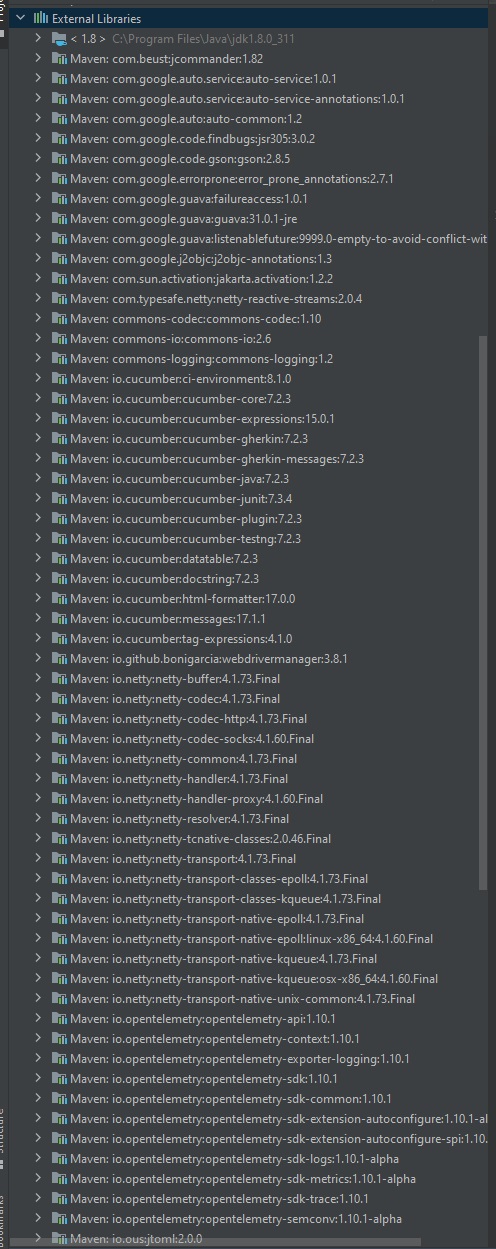 External Libraries
< 1.8 > C:\Program Files\Java\jdk1.8.0_311
Maven: com.beust:jcommander:1.82
Maven: com.google.auto.service:auto-service:1.0.1
Maven: com.google.auto.service:auto-service-annotations:1.0.1
Maven: com.google.auto:auto-common:1.2
Maven: com.google.code.findbugs:jsr305:3.0.2
Maven: com.google.code.gson:gson:2.8.5
Maven: com.google.errorprone:error_prone_annotations:2.7.1
Maven: com.google.guava:failureaccess:1.0.1
Maven: com.google.guava:guava:31.0.1-jre
Maven: com.google.guava:listenablefuture:9999.0-empty-to-avoid-conflict-wit
Maven: com.google.j2objc:j2objc-annotations:1.3
Maven: com.sun.activation:jakarta.activation:1.2.2
Maven: com.typesafe.netty:netty-reactive-streams:2.0.4
Maven: commons-codec:commons-codec:1.10
Maven: commons-io:commons-io:2.6
Maven: commons-logging:commons-logging:1.2
Maven: io.cucumber:ci-environment:8.1.0
Maven: io.cucumber:cucumber-core:7.2.3
Maven: io.cucumber:cucumber-expressions:15.0.1
Maven: io.cucumber:cucumber-gherkin:7.2.3
Maven: io.cucumber:cucumber-gherkin-messages:7.2.3
Maven: io.cucumber:cucumber-java:7.2.3
Maven: io.cucumber:cucumber-junit:7.3.4
Maven: io.cucumber:cucumber-plugin:7.2.3
Maven: io.cucumber:cucumber-testng:7.2.3
Maven: io.cucumber:datatable:7.2.3
Maven: io.cucumber:docstring:7.2.3
Maven: io.cucumber:html-formatter:17.0.0
Maven: io.cucumber:messages:17.1.1
Maven: io.cucumber:tag-expressions:4.1.0
Maven: io.github.bonigarcia:webdrivermanager:3.8.1
Maven: io.netty:netty-buffer:4.1.73.Final
Maven: io.netty:netty-codec:4.1.73.Final
Maven: io.netty:netty-codec-http:4.1.73.Final
Maven: io.netty:netty-codec-socks:4.1.60.Final
Maven: io.netty:netty-common:4.1.73.Final
Maven: io.netty:netty-handler:4.1.73.Final
Maven: io.netty:netty-handler-proxy:4.1.60.Final
Maven: io.netty:netty-resolver:4.1.73.Final
Maven: io.netty:netty-tcnative-classes:2.0.46.Final
Maven: io.netty:netty-transport:4.1.73.Final
Maven: io.netty:netty-transport-classes-epoll:4.1.73.Final
Maven: io.netty:netty-transport-classes-kqueue:4.1.73.Final
Maven: io.netty:netty-transport-native-epoll:4.1.73.Final
Maven: io.netty:netty-transport-native-epoll:linux-x86_64:4.1.60.Final
Maven: io.netty:netty-transport-native-kqueue:4.1.73.Final
Maven: io.netty:netty-transport-native-kqueue:osx-x86_64:4.1.60.Final
Maven: io.netty:netty-transport-native-unix-common:4.1.73.Final
Maven: io.opentelemetry:opentelemetry-api:1.10.1
Maven: io.opentelemetry:opentelemetry-context:1.10.1
Maven: io.opentelemetry:opentelemetry-exporter-logging:1.10.1
Maven: io.opentelemetry:opentelemetry-sdk:1.10.1
Maven: io.opentelemetry:opentelemetry-sdk-common:1.10.1
Maven: io.opentelemetry:opentelemetry-sdk-extension-autoconfigure:1.10.1-al
Maven: io.opentelemetry:opentelemetry-sdk-extension-autoconfigure-spi:1.10.
Maven: io.opentelemetry:opentelemetry-sdk-logs:1.10.1-alpha
Maven: io.opentelemetry:opentelemetry-sdk-metrics:1.10.1-alpha
Maven: io.opentelemetry:opentelemetry-sdk-trace:1.10.1
Maven: io.opentelemetry:opentelemetry-semconv:1.10.1-alpha
Maven: io.ous:jtoml:2.0.0